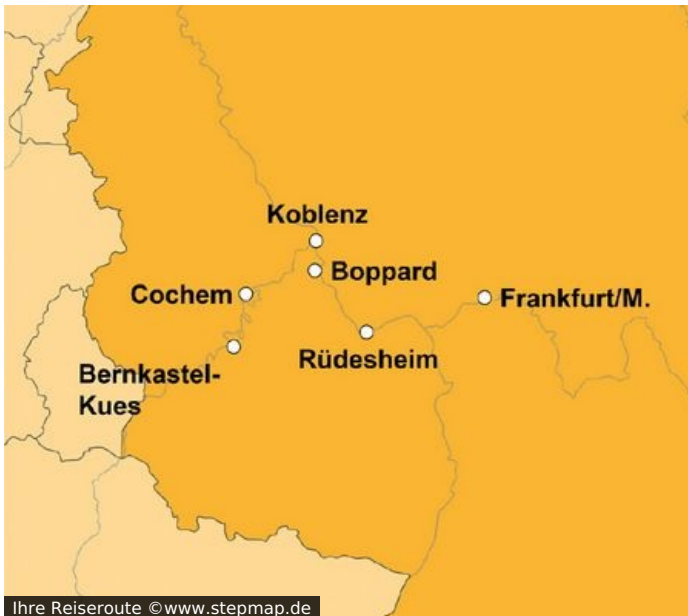 Koblenz
Boppard
Cochem
Frankfurt/M.
Rüdesheim
Bernkastel-
Kues
Ihre Reiseroute ©www.stepmap.de